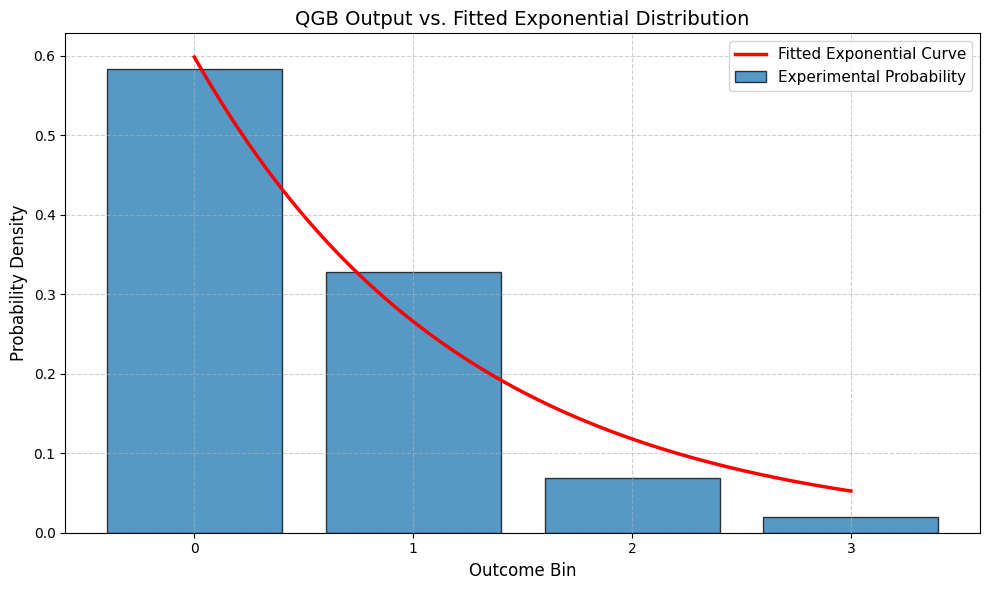 QGB Output vs. Fitted Exponential Distribution
Fitted Exponential Curve
Experimental Probability
Probability Density
0.6
0.5
0.4
0.3
0.2
0.1
0.0
0 1 2 3
Outcome Bin